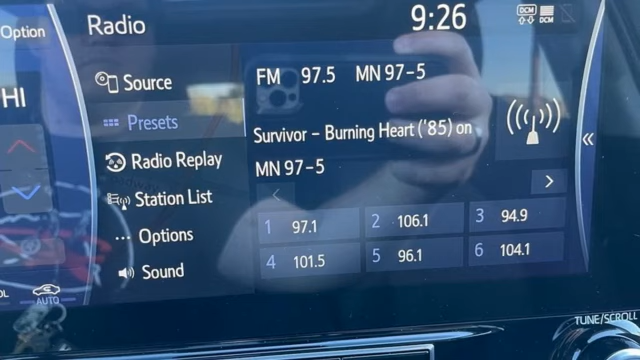 Option
Radio
9:26
DCM
DCM
HI
Source
FM 97.5 MN 97-5
Presets
Survivor - Burning Heart ('85) on
MN 97-5
Radio Replay
Station List
1 97.1 2 106.1 3 94.9
Options
4 101.5 5 96.1 6 104.1
Sound
OL
AUTO
TUNE/SCROLL